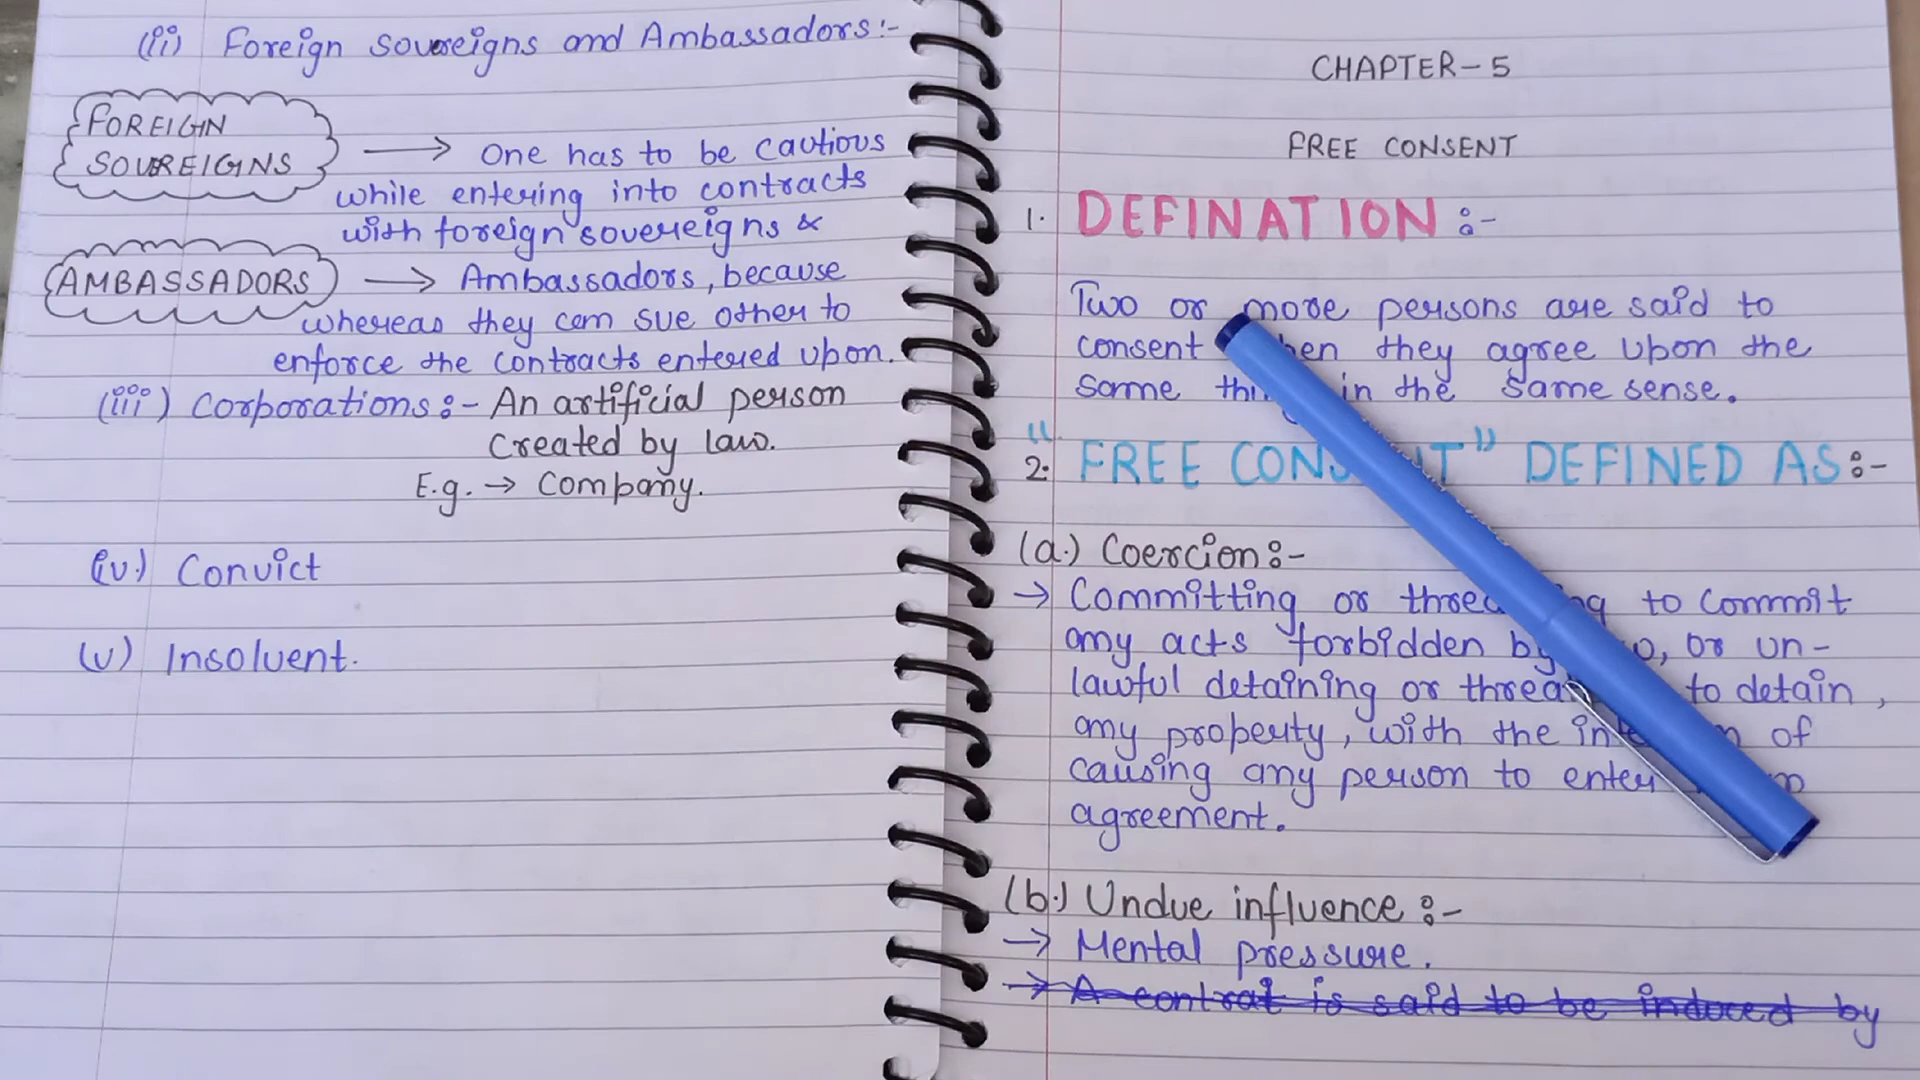 (ii) Foreign sovereigns and Ambassadors:-
FOREIGN
SOVREIGNS
→ One has to be cautious
while entering into contracts
with foreign sovereigns &
AMBASSADORS → Ambassadors, because
whereas they can sue other to
enforce the contracts entered upon.
(iii) Corporations:- An artificial person
created by law.
E.g. → Company.
(iv.) Convict
(v) Insolvent.
CHAPTER-5
FREE CONSENT
1. DEFINATION :-
Two or more persons are said to
consent they agree upon the
same in the same sense.
2. "FREE DEFINED AS:-
(a.) Coercion:-
→ Committing or to commit
any acts forbidden by , or un-
lawful detaining or to detain,
any property, with the of
causing any person to enter
agreement.
(b.) Undue influence:-
→ Mental pressure.
→ A contrat is said to be induced by